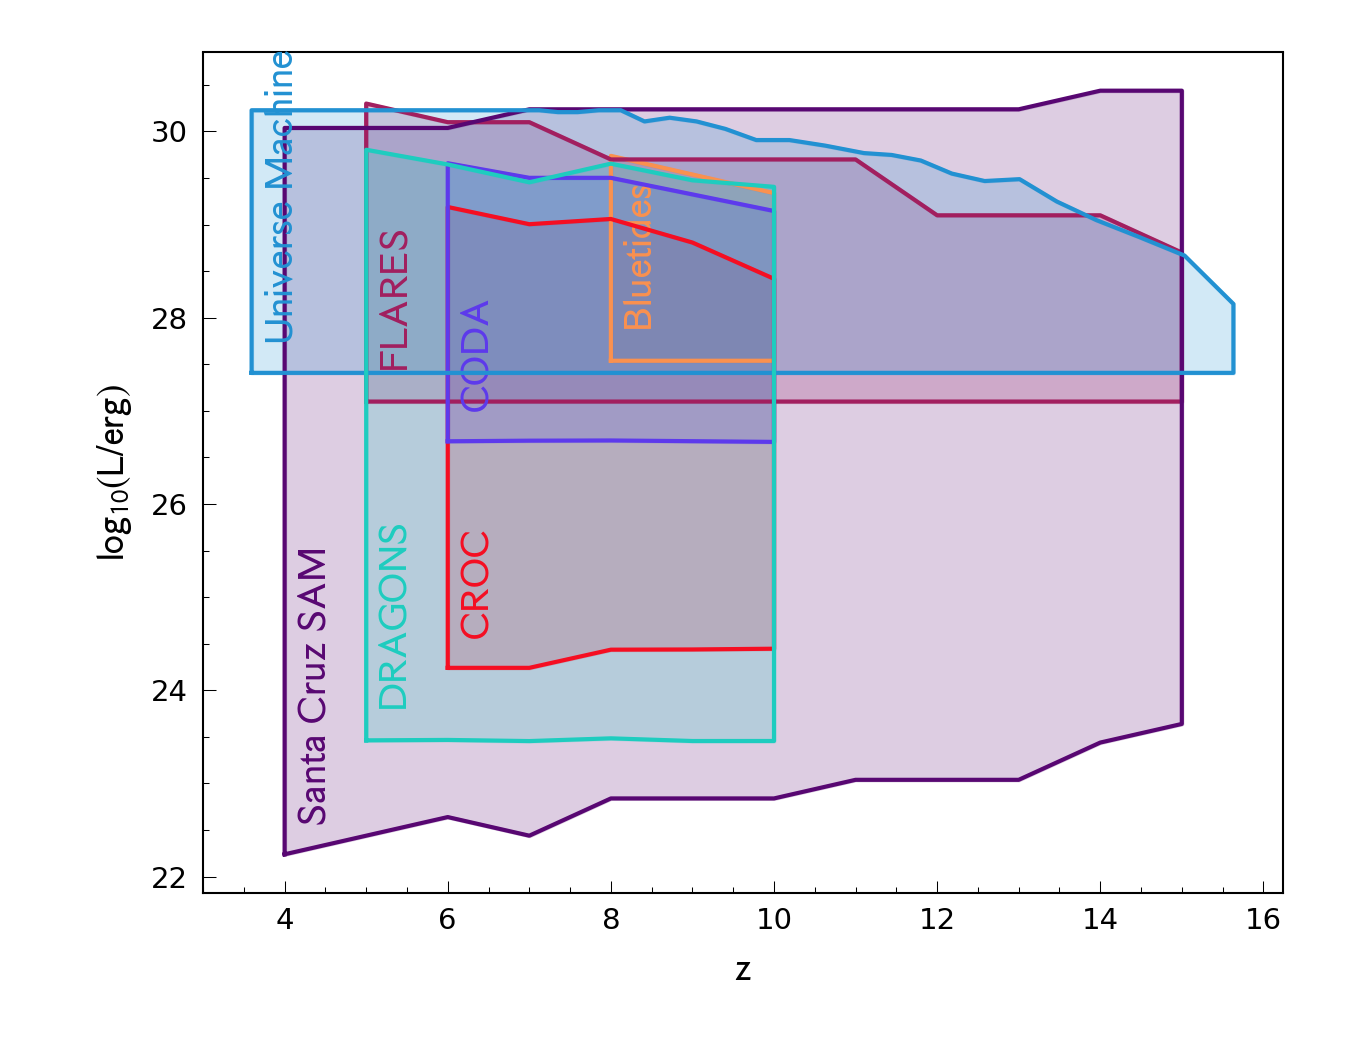 Universe Machine
FLARES
Bluetides
CODA
Santa Cruz SAM
DRAGONS
CROC
log₁₀(L/erg)
30
28
26
24
22
4 6 8 10 12 14 16
z